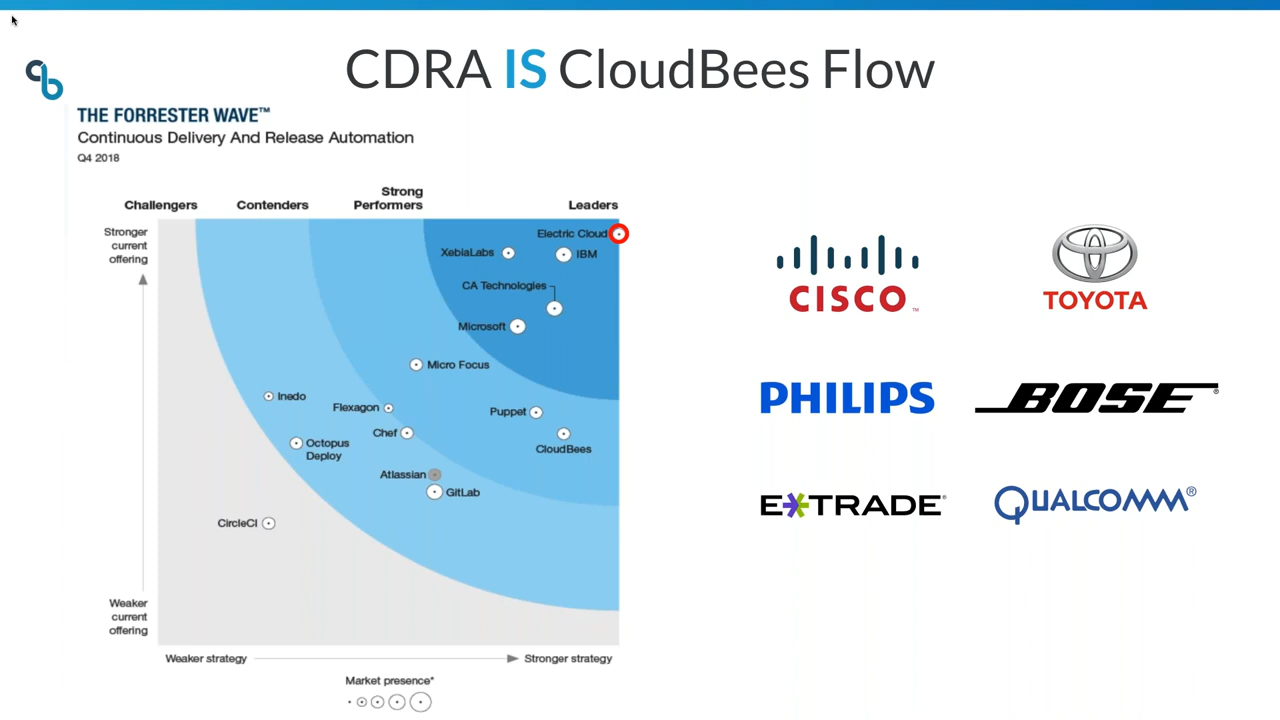 CDRA IS CloudBees Flow
THE FORRESTER WAVE™
Continuous Delivery And Release Automation
Q4 2018
Challengers
Contenders
Strong
Performers
Leaders
Stronger
current
offering
Electric Cloud
XebiaLabs
IBM
CA Technologies
Microsoft
Micro Focus
Inedo
Flexagon
Puppet
Chef
Octopus
Deploy
CloudBees
Atlassian
GitLab
CircleCI
Weaker
current
offering
Weaker strategy
Stronger strategy
Market presence*
CISCO™
TOYOTA
PHILIPS
BOSE®
E*TRADE®
QUALCOMM®